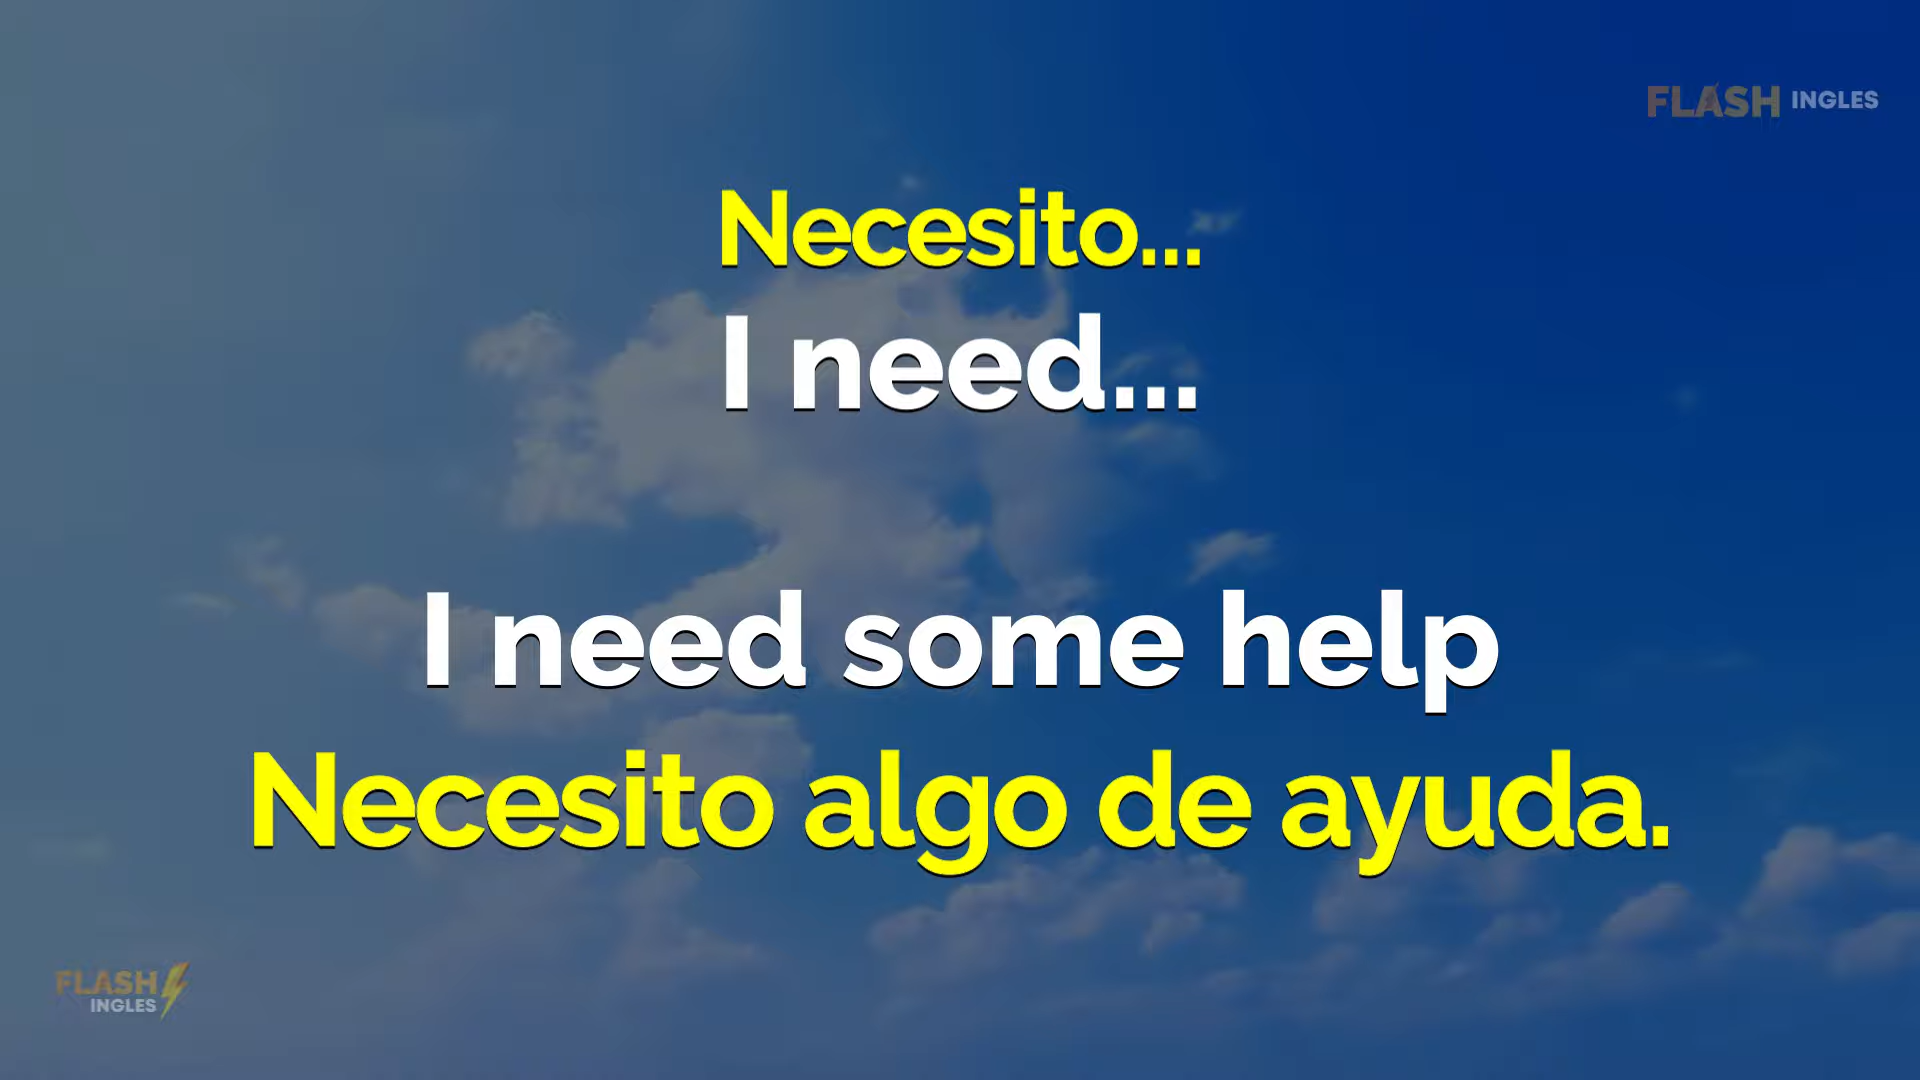 FLASH INGLES
Necesito...
I need...
I need some help
Necesito algo de ayuda.
FLASH
INGLES